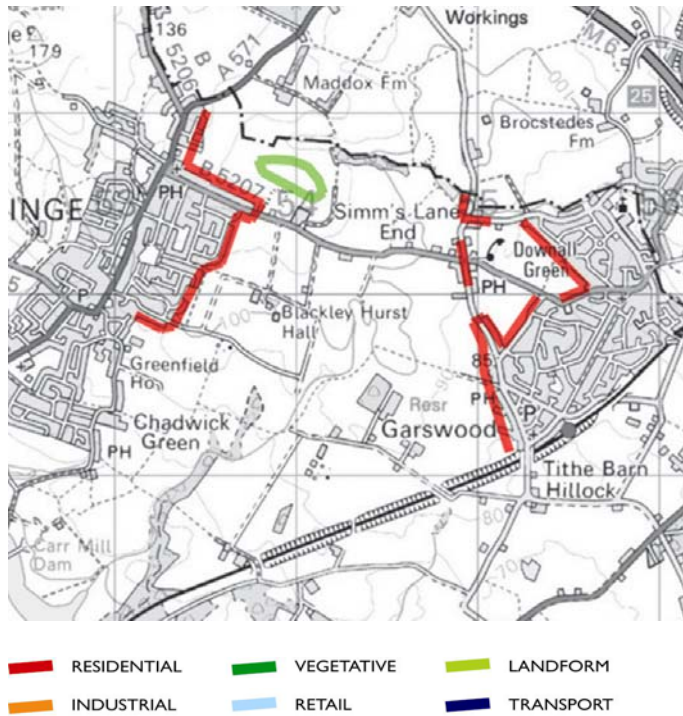 136
179
5206
B
A 571
Workings
M 6
Maddox Fm
25
Brocstedes
Fm
PH
B 5207
INGE
Simm's Lane
End
Downall
Green
PH
P
Blackley Hurst
Hall
100
Greenfield
Ho
85
PH
Resr
Garswood
P
Chadwick
Green
PH
Tithe Barn
Hillock
80
70
Carr Mill
Dam
RESIDENTIAL
VEGETATIVE
LANDFORM
INDUSTRIAL
RETAIL
TRANSPORT